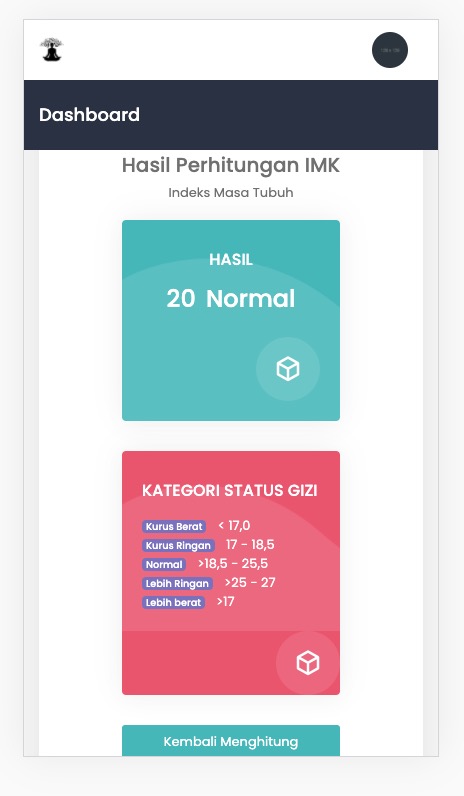 Dashboard
Hasil Perhitungan IMK
Indeks Masa Tubuh
HASIL
20 Normal
KATEGORI STATUS GIZI
Kurus Berat < 17,0
Kurus Ringan 17 - 18,5
Normal >18,5 - 25,5
Lebih Ringan >25 - 27
Lebih berat >17
Kembali Menghitung